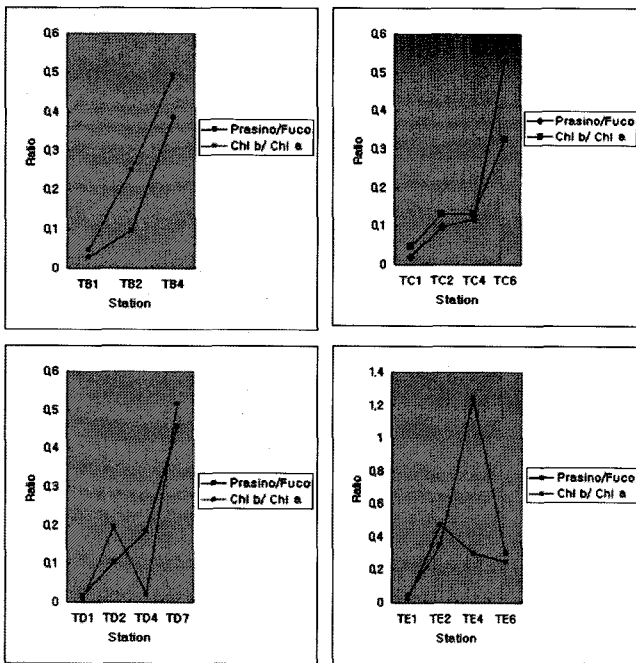 0.6
0.5
0.4
0.3
0.2
0.1
0
Ratio
TB1 TB2 TB4
Station
Prasino/Fuco
Chl b/ Chl a
0.6
0.5
0.4
0.3
0.2
0.1
0
Ratio
TC1 TC2 TC4 TC6
Station
Prasino/Fuco
Chl b/ Chl a
0.6
0.5
0.4
0.3
0.2
0.1
0
Ratio
TD1 TD2 TD4 TD7
Station
Prasino/Fuco
Chl b/ Chl a
1.4
1.2
1
0.8
0.6
0.4
0.2
0
Ratio
TE1 TE2 TE4 TE6
Station
Prasino/Fuco
Chl b/ Chl a